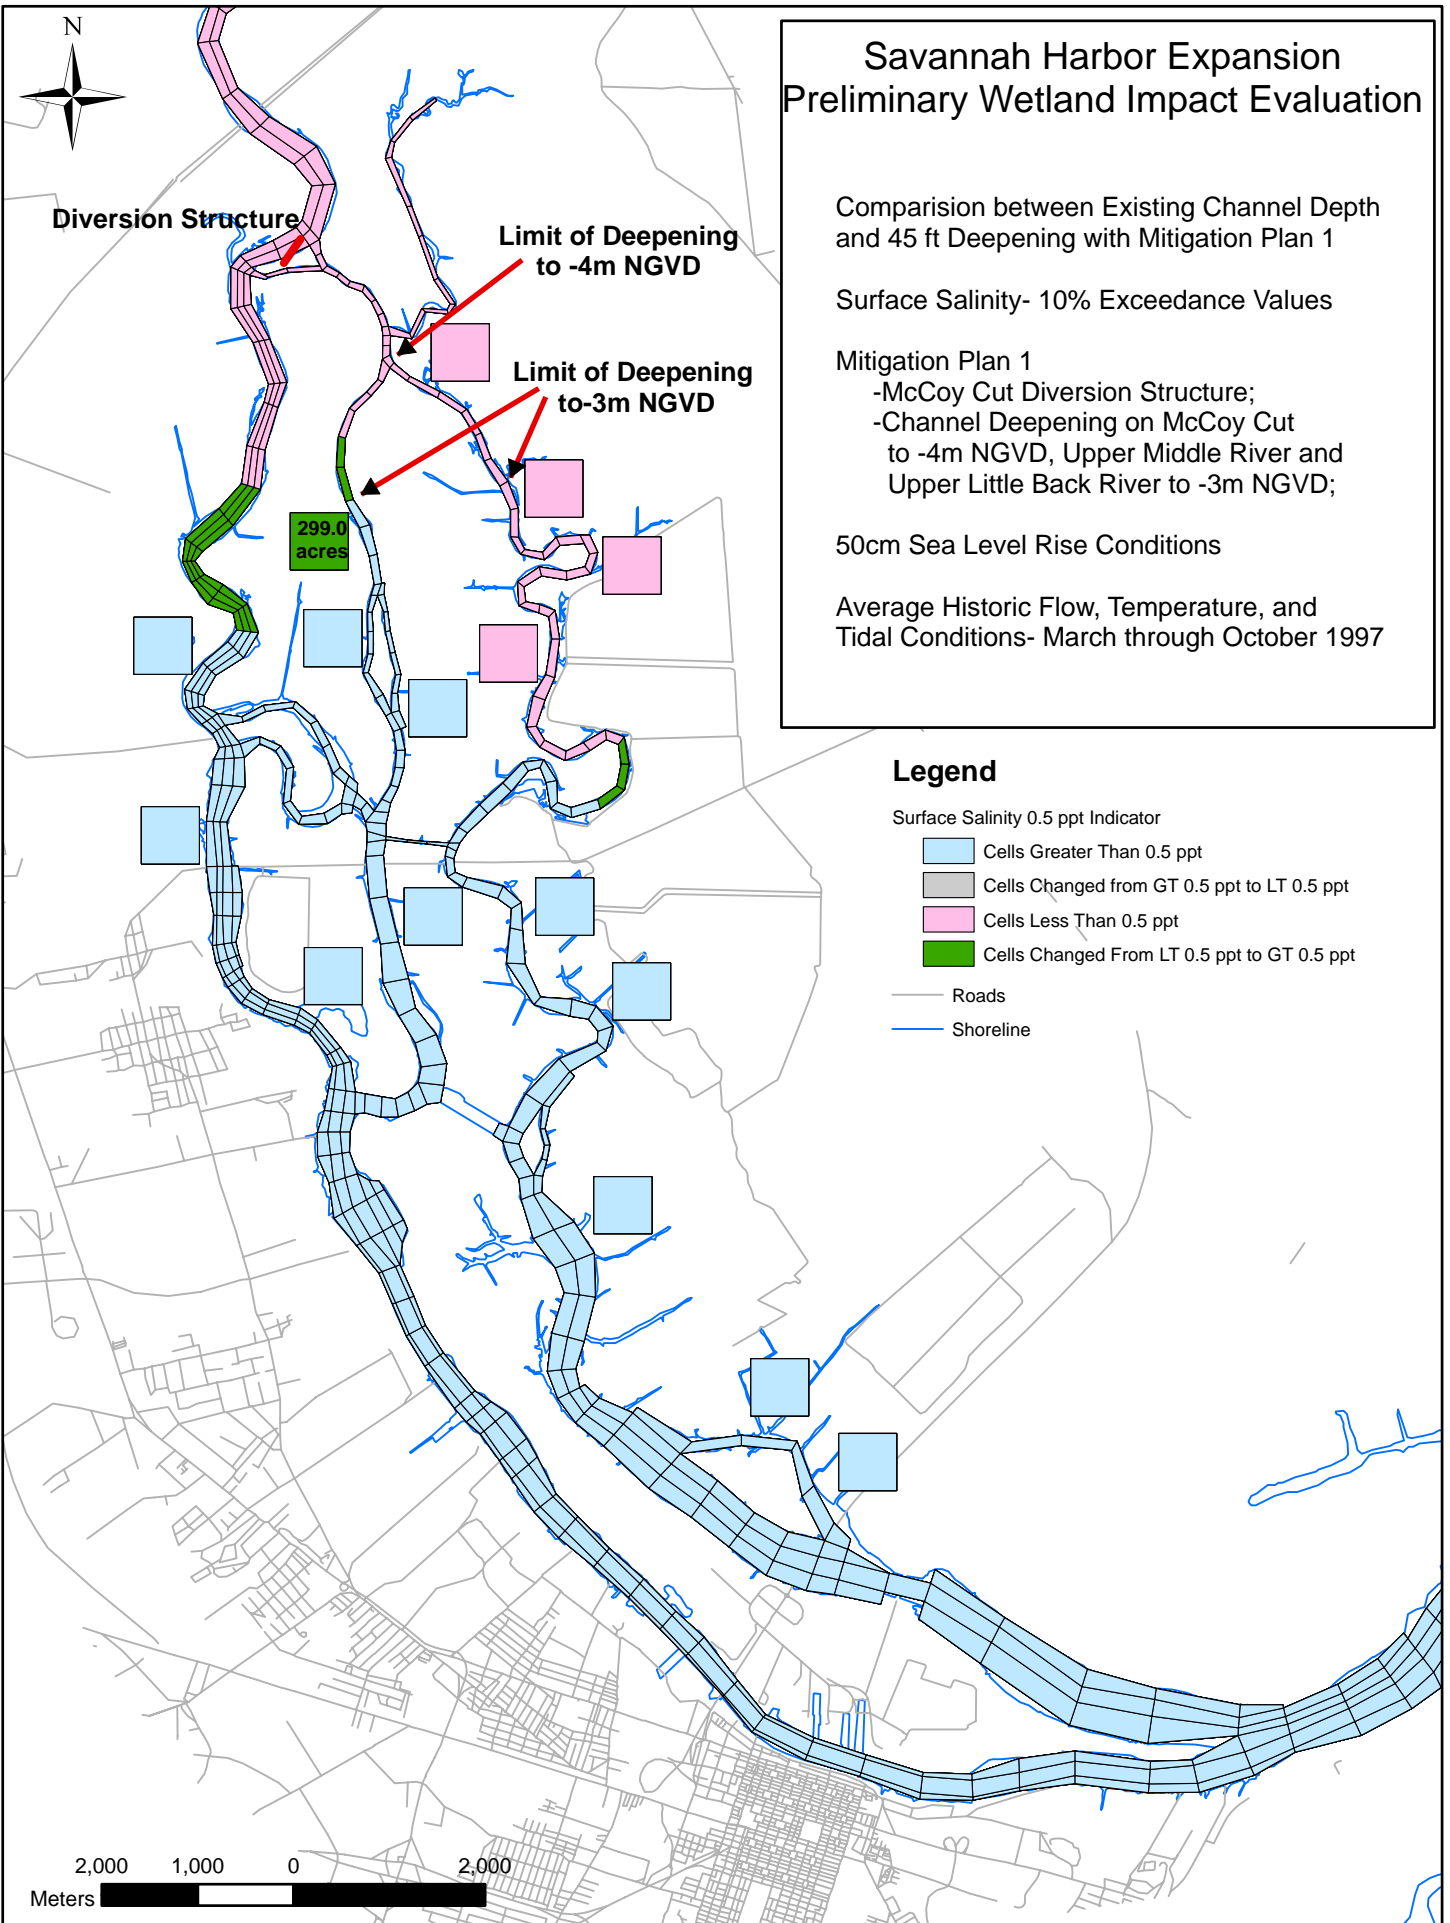 N
Savannah Harbor Expansion
Preliminary Wetland Impact Evaluation
Comparision between Existing Channel Depth
and 45 ft Deepening with Mitigation Plan 1
Surface Salinity- 10% Exceedance Values
Mitigation Plan 1
-McCoy Cut Diversion Structure;
-Channel Deepening on McCoy Cut
to -4m NGVD, Upper Middle River and
Upper Little Back River to -3m NGVD;
50cm Sea Level Rise Conditions
Average Historic Flow, Temperature, and
Tidal Conditions- March through October 1997
Diversion Structure
Limit of Deepening
to -4m NGVD
Limit of Deepening
to-3m NGVD
299.0
acres
Legend
Surface Salinity 0.5 ppt Indicator
Cells Greater Than 0.5 ppt
Cells Changed from GT 0.5 ppt to LT 0.5 ppt
Cells Less Than 0.5 ppt
Cells Changed From LT 0.5 ppt to GT 0.5 ppt
Roads
Shoreline
2,000 1,000 0 2,000
Meters